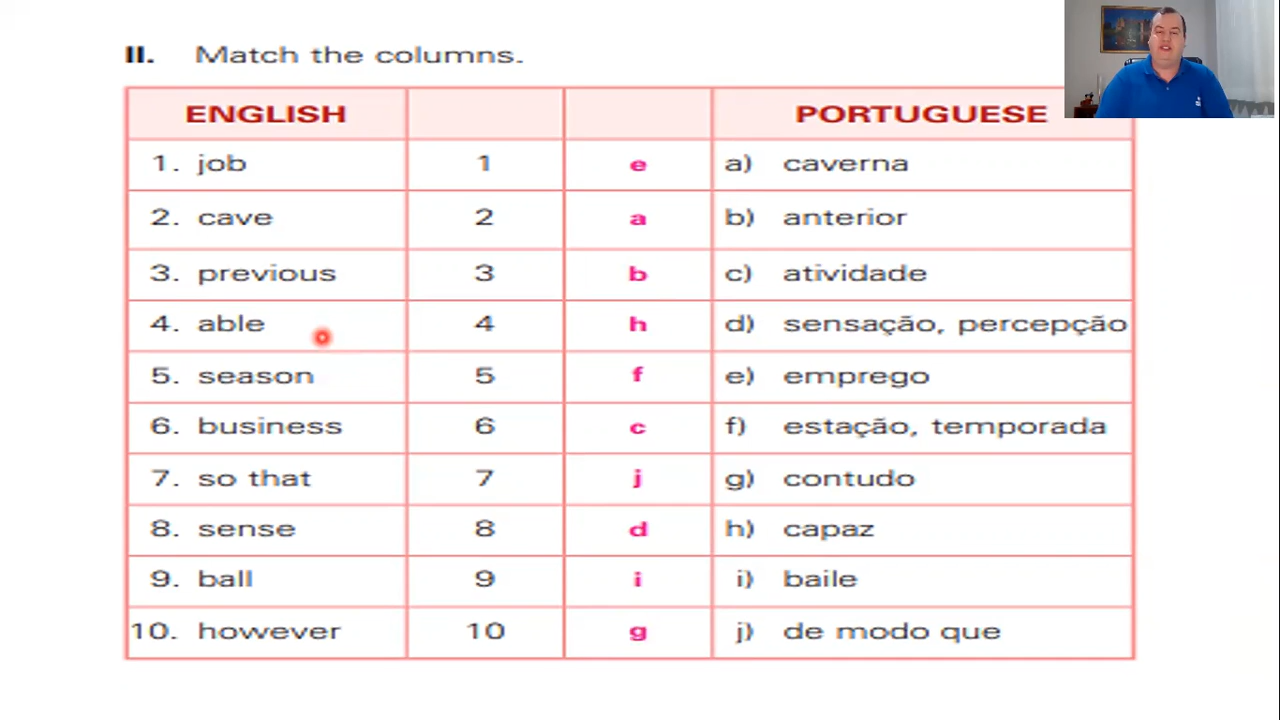 II. Match the columns.
ENGLISH PORTUGUESE
1. job 1 e a) caverna
2. cave 2 a b) anterior
3. previous 3 b c) atividade
4. able 4 h d) sensação, percepção
5. season 5 f e) emprego
6. business 6 c f) estação, temporada
7. so that 7 j g) contudo
8. sense 8 d h) capaz
9. ball 9 i i) baile
10. however 10 g j) de modo que